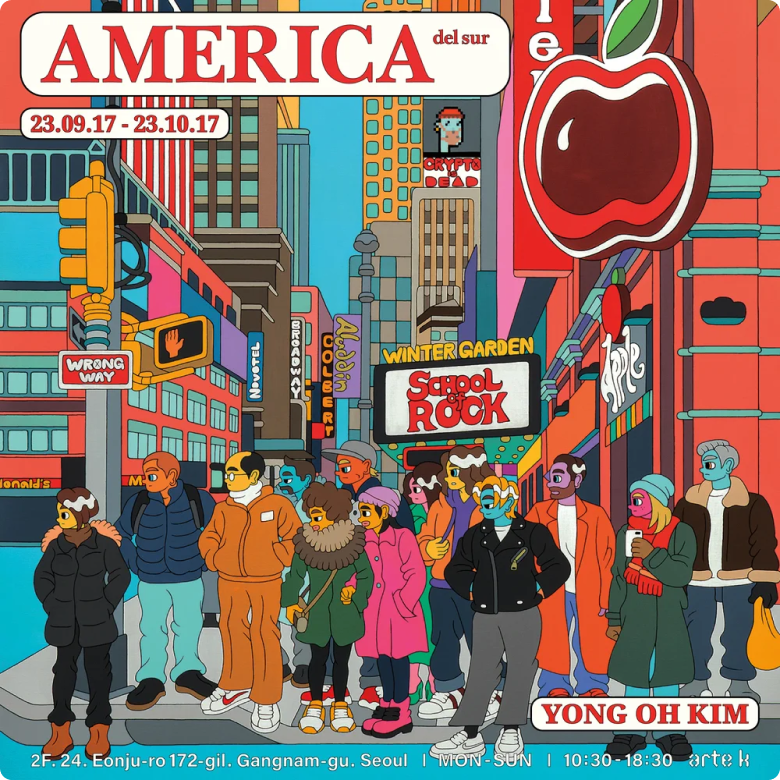 AMERICA del sur
23.09.17 - 23.10.17
ler
CRYPTO
DEAD
WRONG
WAY
NOVOTEL
BROADWAY
COLBERT
Aladdin
WINTER GARDEN
SCHOOL
OF
ROCK
Apple
Donald's
M
YONG OH KIM
2F. 24. Eonju-ro 172-gil. Gangnam-gu. Seoul | MON-SUN | 10:30-18:30 arte k